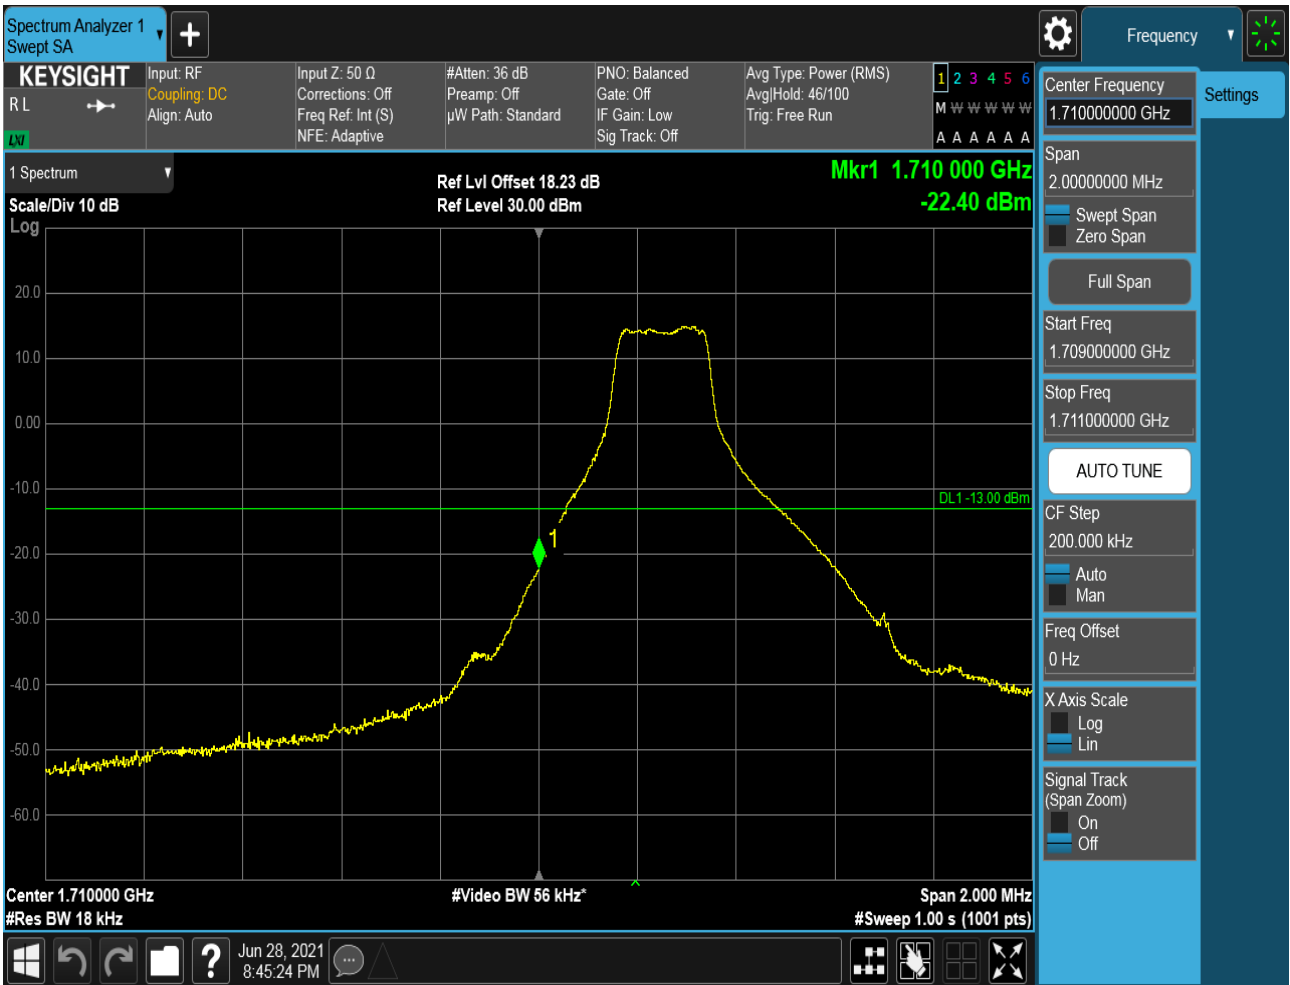 Spectrum Analyzer 1
Swept SA
+
Frequency
KEYSIGHT
R L
LXI
Input: RF
Coupling: DC
Align: Auto
Input Z: 50 Ω
Corrections: Off
Freq Ref: Int (S)
NFE: Adaptive
#Atten: 36 dB
Preamp: Off
µW Path: Standard
PNO: Balanced
Gate: Off
IF Gain: Low
Sig Track: Off
Avg Type: Power (RMS)
Avg|Hold: 46/100
Trig: Free Run
1 2 3 4 5 6
M W W W W W
A A A A A A
1 Spectrum
Scale/Div 10 dB
Log
Ref Lvl Offset 18.23 dB
Ref Level 30.00 dBm
Mkr1 1.710 000 GHz
-22.40 dBm
20.0
10.0
0.00
-10.0
-20.0
-30.0
-40.0
-50.0
-60.0
DL1 -13.00 dBm
1
Center 1.710000 GHz
#Res BW 18 kHz
#Video BW 56 kHz*
Span 2.000 MHz
#Sweep 1.00 s (1001 pts)
Center Frequency
1.710000000 GHz
Settings
Span
2.00000000 MHz
Swept Span
Zero Span
Full Span
Start Freq
1.709000000 GHz
Stop Freq
1.711000000 GHz
AUTO TUNE
CF Step
200.000 kHz
Auto
Man
Freq Offset
0 Hz
X Axis Scale
Log
Lin
Signal Track
(Span Zoom)
On
Off
?
Jun 28, 2021
8:45:24 PM